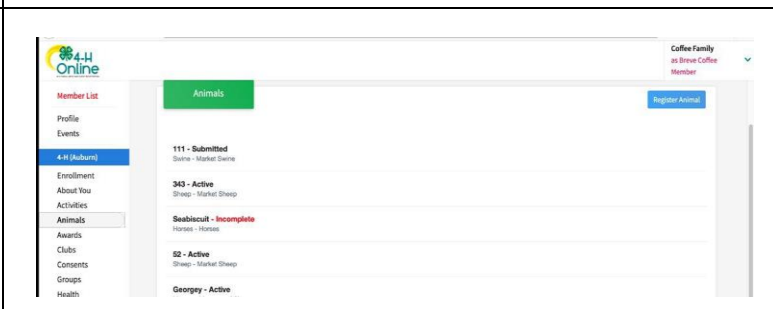 4-H
Online
Coffee Family
as Breve Coffee
Member
Member List
Profile
Events
4-H (Auburn)
Enrollment
About You
Activities
Animals
Awards
Clubs
Consents
Groups
Health
Animals
Register Animal
111 - Submitted
Swine - Market Swine
343 - Active
Sheep - Market Sheep
Seabiscuit - Incomplete
Horses - Horses
52 - Active
Sheep - Market Sheep
Georgey - Active